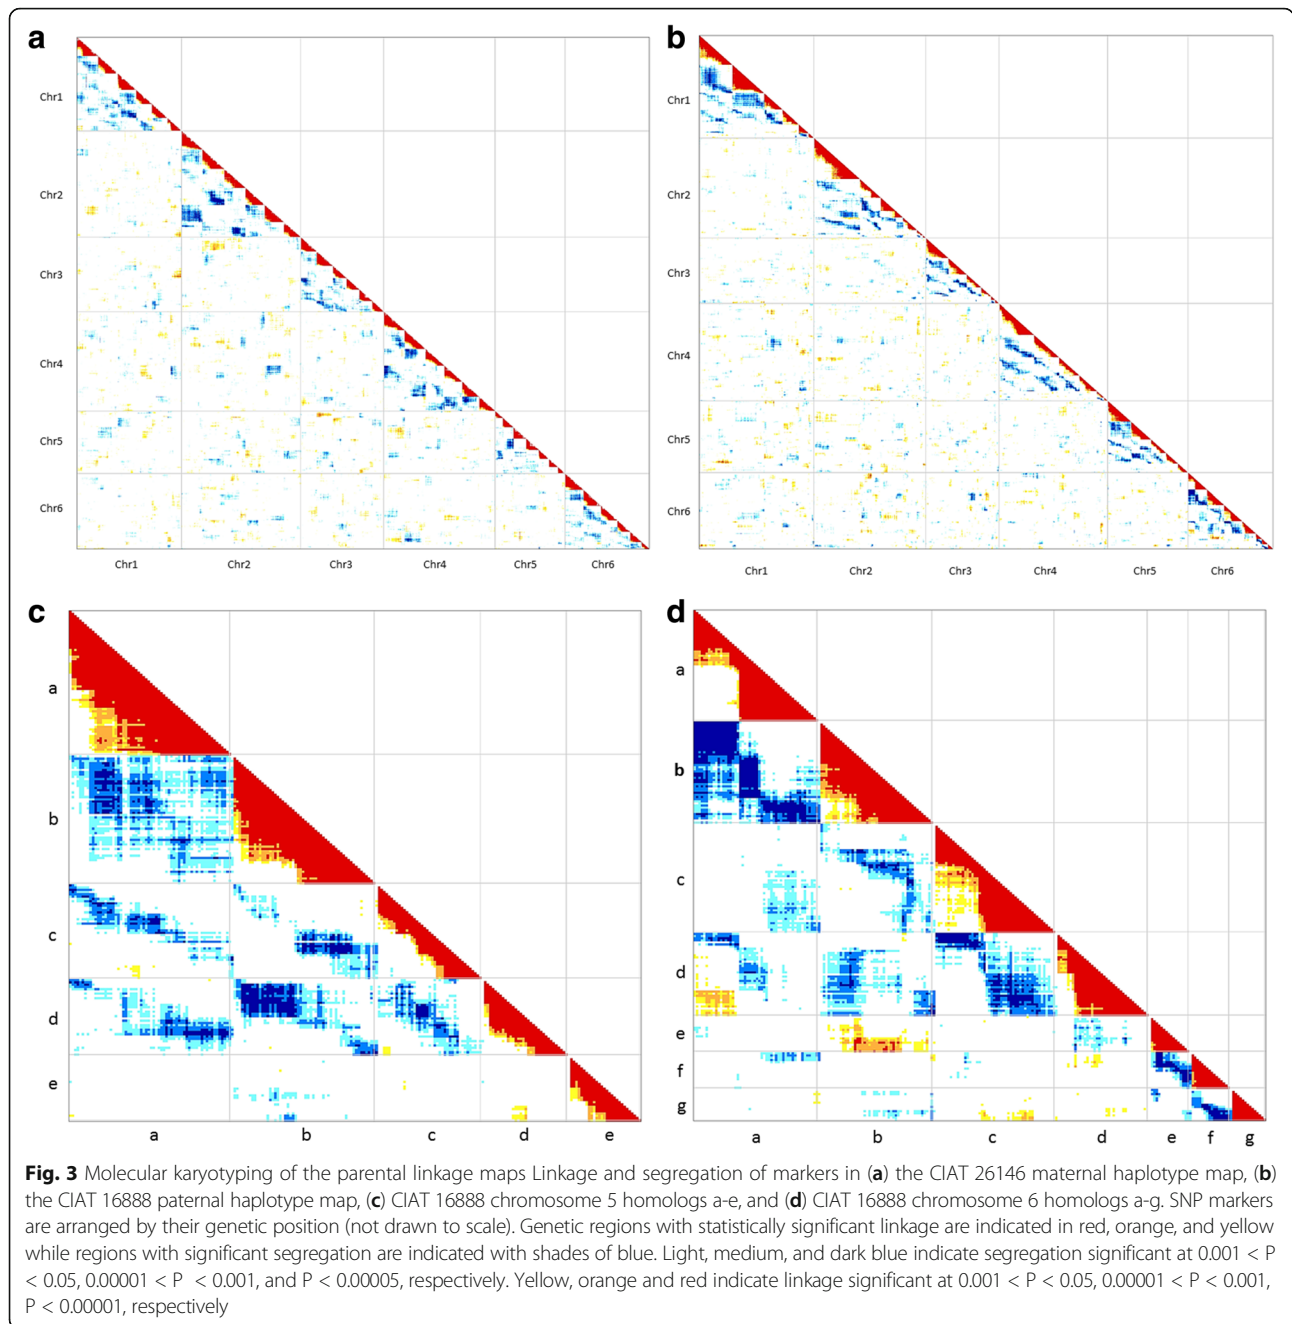 a
b
Chr1
Chr2
Chr3
Chr4
Chr5
Chr6
Chr1 Chr2 Chr3 Chr4 Chr5 Chr6
Chr1
Chr2
Chr3
Chr4
Chr5
Chr6
Chr1 Chr2 Chr3 Chr4 Chr5 Chr6
c
a
b
c
d
e
a b c d e
d
a
b
c
d
e
f
g
a b c d e f g
Fig. 3 Molecular karyotyping of the parental linkage maps Linkage and segregation of markers in (a) the CIAT 26146 maternal haplotype map, (b)
the CIAT 16888 paternal haplotype map, (c) CIAT 16888 chromosome 5 homologs a-e, and (d) CIAT 16888 chromosome 6 homologs a-g. SNP markers
are arranged by their genetic position (not drawn to scale). Genetic regions with statistically significant linkage are indicated in red, orange, and yellow
while regions with significant segregation are indicated with shades of blue. Light, medium, and dark blue indicate segregation significant at 0.001 < P
< 0.05, 0.00001 < P < 0.001, and P < 0.00005, respectively. Yellow, orange and red indicate linkage significant at 0.001 < P < 0.05, 0.00001 < P < 0.001,
P < 0.00001, respectively